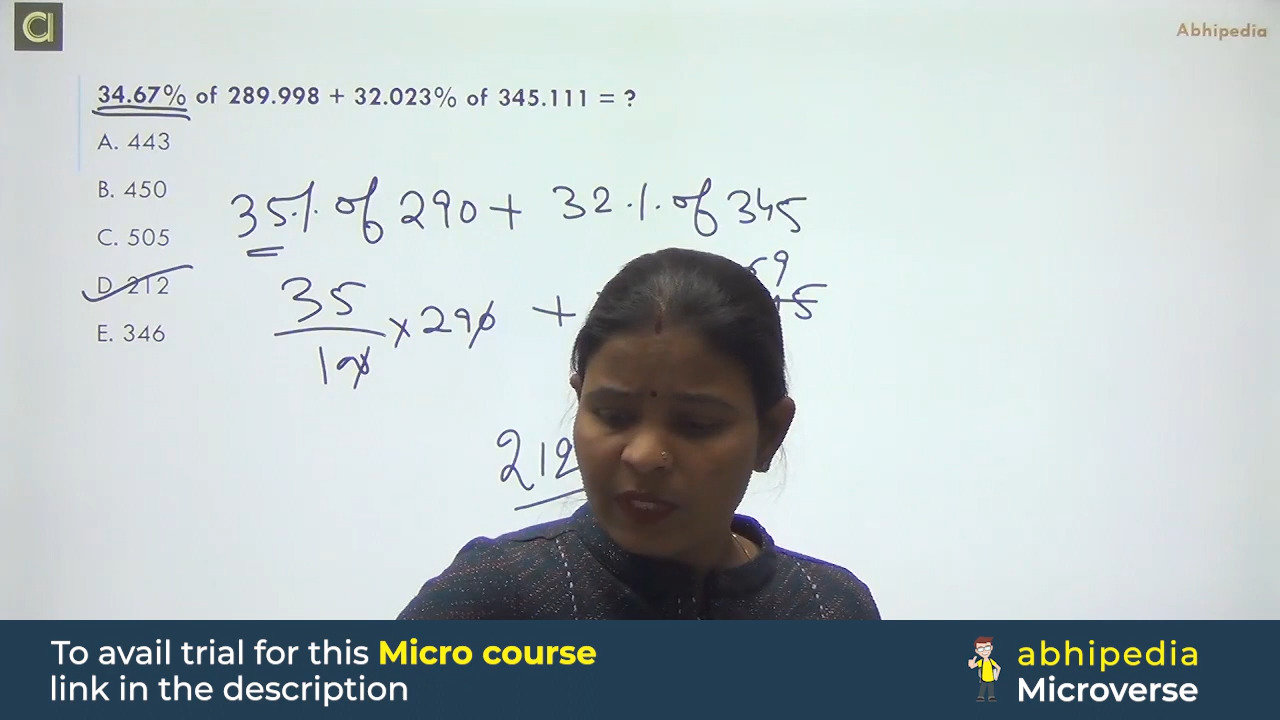 Abhipedia
34.67% of 289.998 + 32.023% of 345.111 = ?
A. 443
B. 450
C. 505
D. 212
E. 346
35% of 290 + 32% of 345
69
35/100 × 290 +
212
To avail trial for this Micro course
link in the description
abhipedia
Microverse